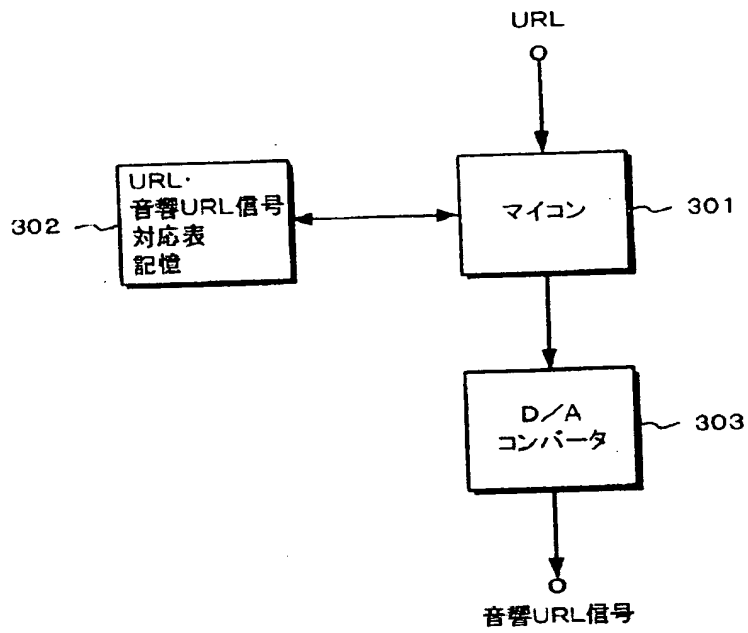 URL
URL・
音響URL信号
対応表
記憶
302
マイコン
301
D/A
コンバータ
303
音響URL信号